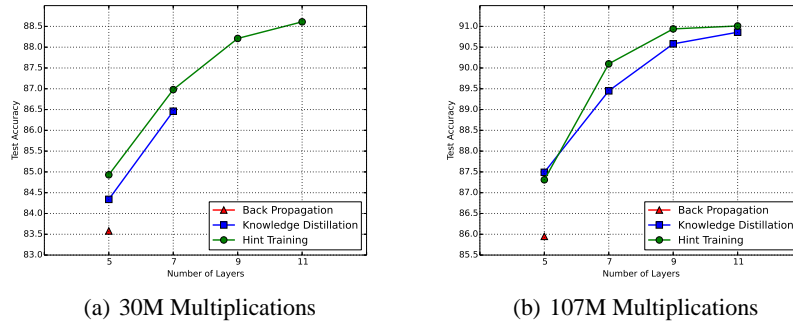 88.5
88.0
87.5
87.0
86.5
86.0
85.5
85.0
84.5
84.0
83.5
83.0
Test Accuracy
5 7 9 11
Number of Layers
Back Propagation
Knowledge Distillation
Hint Training
(a) 30M Multiplications
91.0
90.5
90.0
89.5
89.0
88.5
88.0
87.5
87.0
86.5
86.0
85.5
Test Accuracy
5 7 9 11
Number of Layers
Back Propagation
Knowledge Distillation
Hint Training
(b) 107M Multiplications